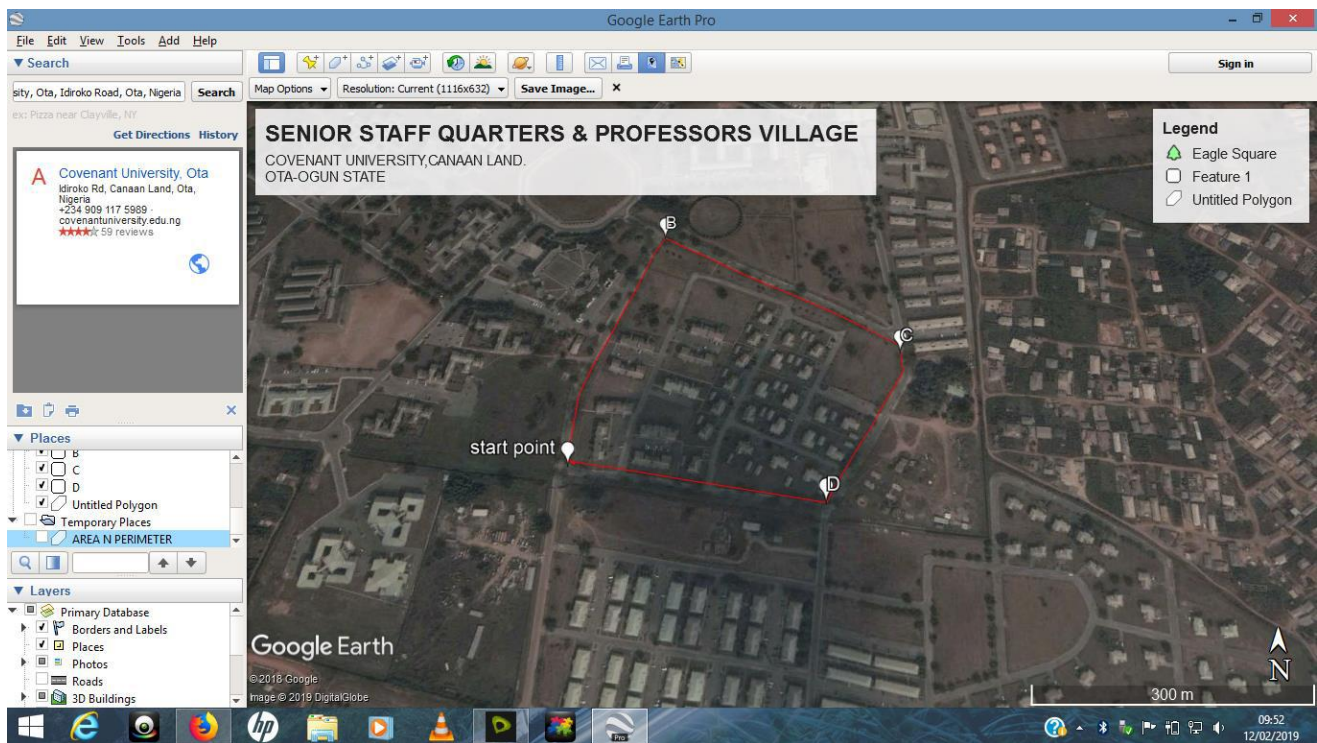 Google Earth Pro
File Edit View Tools Add Help
Search
sity, Ota, Idiroko Road, Ota, Nigeria Search
ex: Pizza near Clayville, NY
Get Directions History
A Covenant University, Ota
Idiroko Rd, Canaan Land, Ota,
Nigeria
+234 909 117 5989 ·
covenantuniversity.edu.ng
59 reviews
Places
B
C
D
Untitled Polygon
Temporary Places
AREA N PERIMETER
Layers
Primary Database
Borders and Labels
Places
Photos
Roads
3D Buildings
Sign in
Map Options Resolution: Current (1116x632) Save Image...
SENIOR STAFF QUARTERS & PROFESSORS VILLAGE
COVENANT UNIVERSITY,CANAAN LAND.
OTA-OGUN STATE
Legend
Eagle Square
Feature 1
Untitled Polygon
B
C
start point
D
Google Earth
©2018 Google
Image © 2019 DigitalGlobe
N
300 m
hp
Pro
09:52
12/02/2019